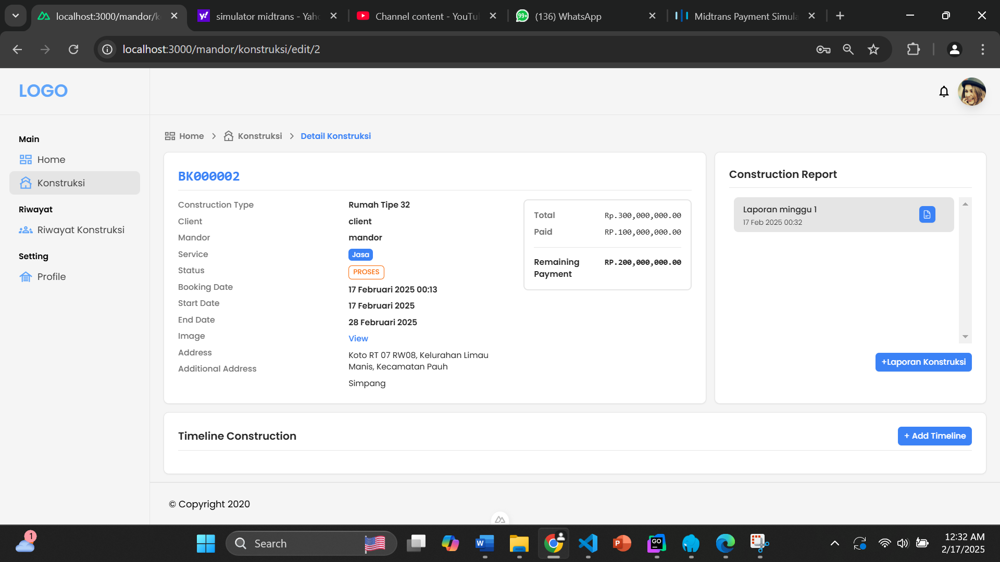 localhost:3000/mandor/k
simulator midtrans - Yah
Channel content - YouTu
99+
(136) WhatsApp
Midtrans Payment Simula
localhost:3000/mandor/konstruksi/edit/2
LOGO
Main
Home
Konstruksi
Riwayat
Riwayat Konstruksi
Setting
Profile
Home > Konstruksi > Detail Konstruksi
BK000002
Construction Type Rumah Tipe 32
Client client
Mandor mandor
Service Jasa
Status PROSES
Booking Date 17 Februari 2025 00:13
Start Date 17 Februari 2025
End Date 28 Februari 2025
Image View
Address Koto RT 07 RW08, Kelurahan Limau
Manis, Kecamatan Pauh
Additional Address Simpang
Total Rp.300,000,000.00
Paid RP.100,000,000.00
Remaining
Payment RP.200,000,000.00
Construction Report
Laporan minggu 1
17 Feb 2025 00:32
+Laporan Konstruksi
Timeline Construction
+ Add Timeline
© Copyright 2020
1
Search
W
P
GO
12:32 AM
2/17/2025